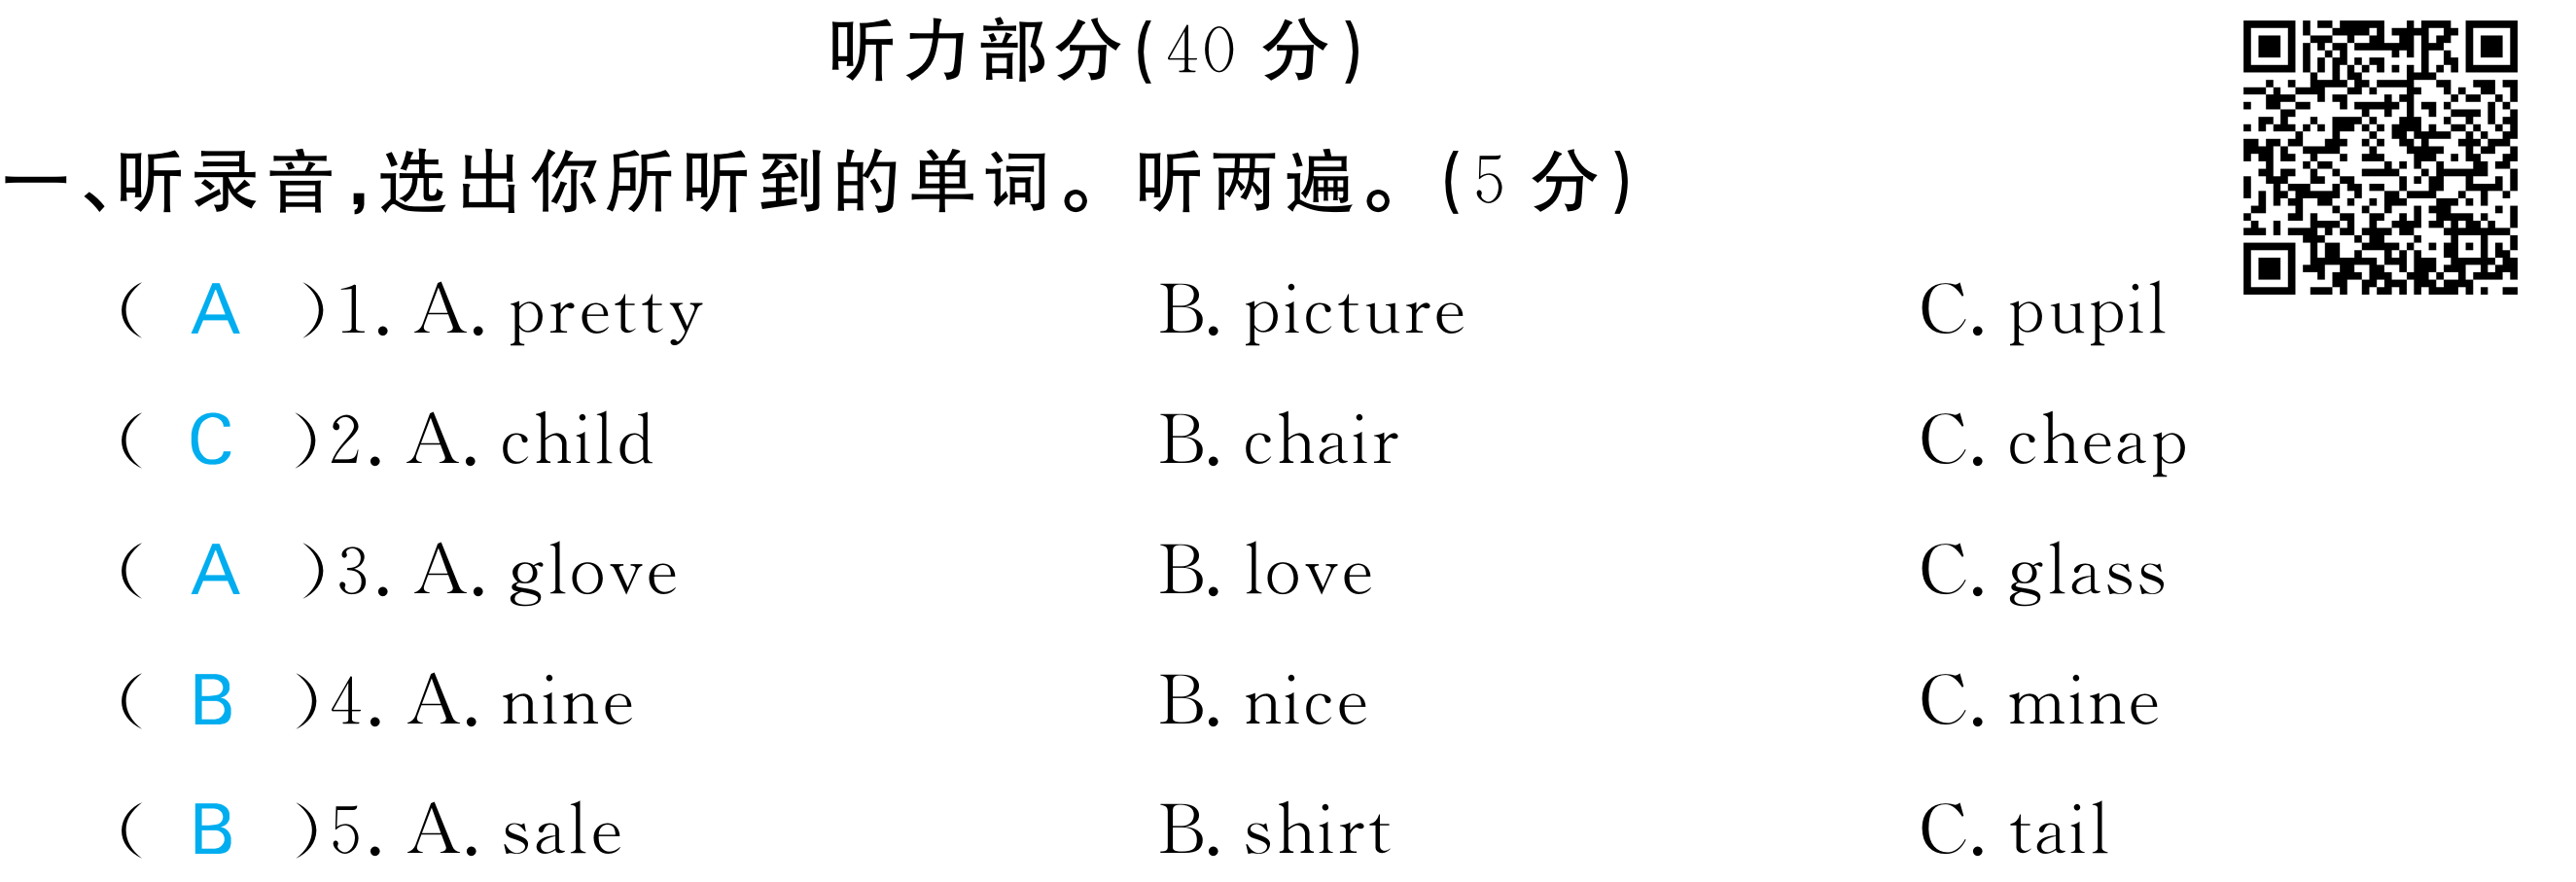 听力部分(40 分)
一、听录音,选出你所听到的单词。听两遍。(5 分)
( A )1. A. pretty B. picture C. pupil
( C )2. A. child B. chair C. cheap
( A )3. A. glove B. love C. glass
( B )4. A. nine B. nice C. mine
( B )5. A. sale B. shirt C. tail